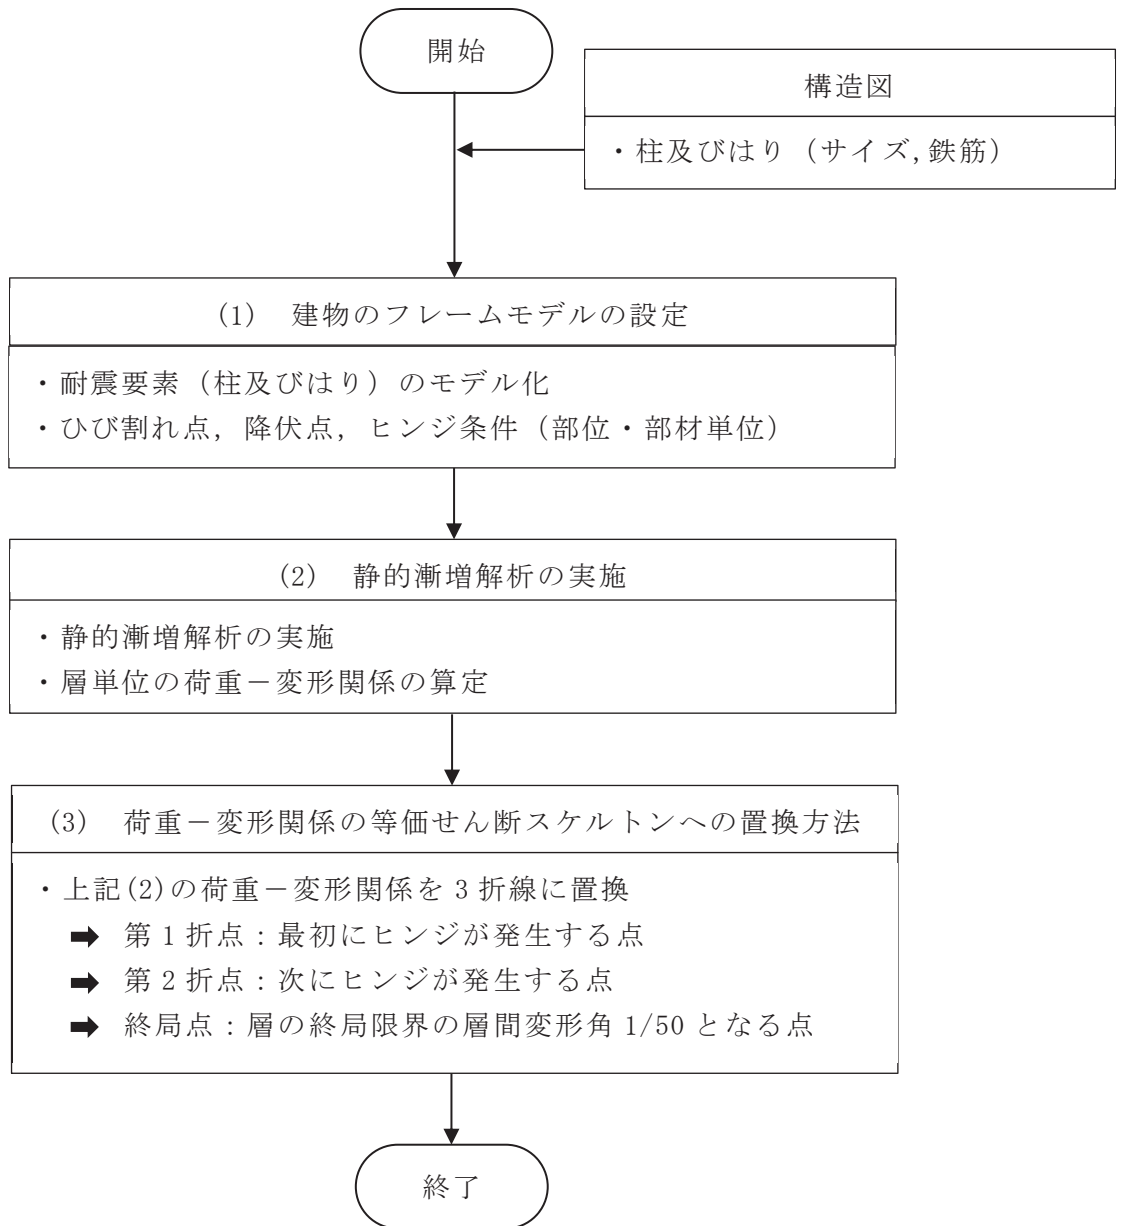 開始
構造図
・柱及びはり（サイズ,鉄筋）
(1) 建物のフレームモデルの設定
・耐震要素（柱及びはり）のモデル化
・ひび割れ点，降伏点，ヒンジ条件（部位・部材単位）
(2) 静的漸増解析の実施
・静的漸増解析の実施
・層単位の荷重－変形関係の算定
(3) 荷重－変形関係の等価せん断スケルトンへの置換方法
・上記(2)の荷重－変形関係を３折線に置換
➡ 第１折点：最初にヒンジが発生する点
➡ 第２折点：次にヒンジが発生する点
➡ 終局点：層の終局限界の層間変形角 1/50 となる点
終了